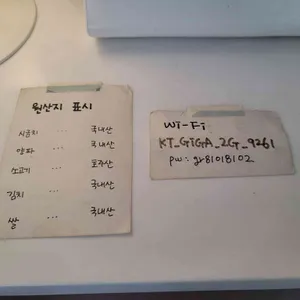 원산지 표시
시금치 ... 국내산
양파 ... 국내산
소고기 ... 호주산
김치 ... 국내산
쌀 ... 국내산
Wi-Fi
KT_GiGA_2G_9261
pw: gr81018102